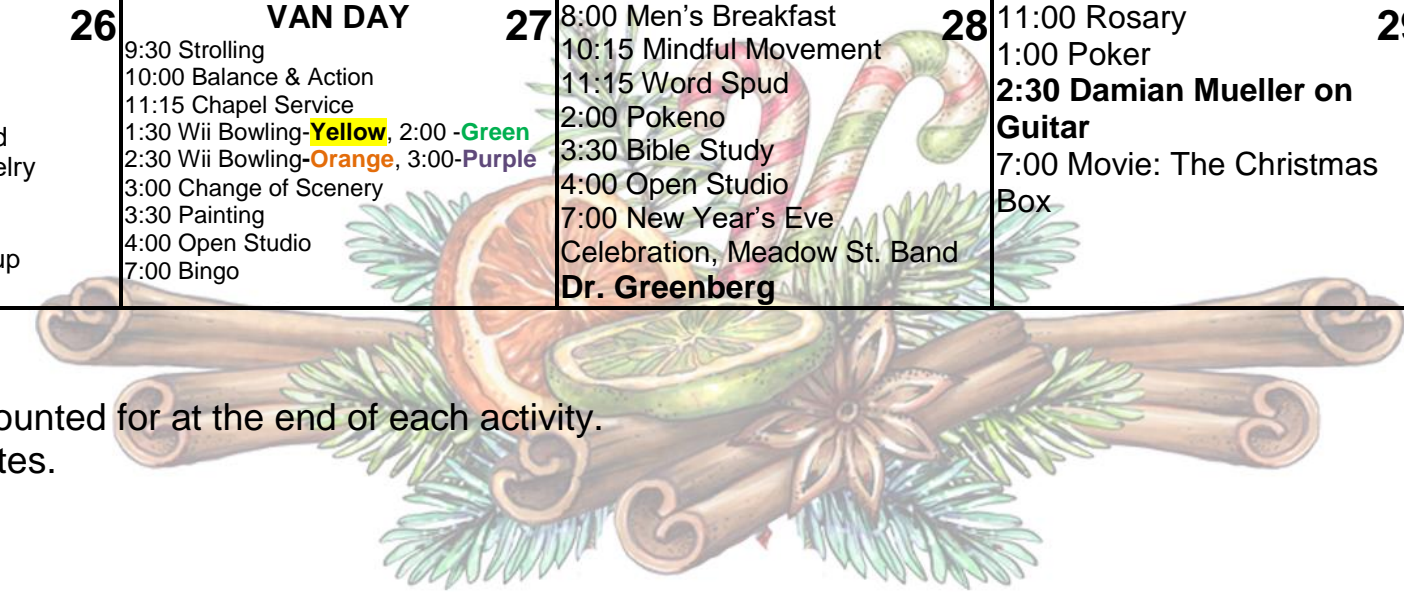 26
d
elry
up
VAN DAY 27
9:30 Strolling
10:00 Balance & Action
11:15 Chapel Service
1:30 Wii Bowling-Yellow, 2:00 -Green
2:30 Wii Bowling-Orange, 3:00-Purple
3:00 Change of Scenery
3:30 Painting
4:00 Open Studio
7:00 Bingo
8:00 Men’s Breakfast 28
10:15 Mindful Movement
11:15 Word Spud
2:00 Pokeno
3:30 Bible Study
4:00 Open Studio
7:00 New Year’s Eve
Celebration, Meadow St. Band
Dr. Greenberg
11:00 Rosary 29
1:00 Poker
2:30 Damian Mueller on
Guitar
7:00 Movie: The Christmas
Box
ounted for at the end of each activity.
tes.